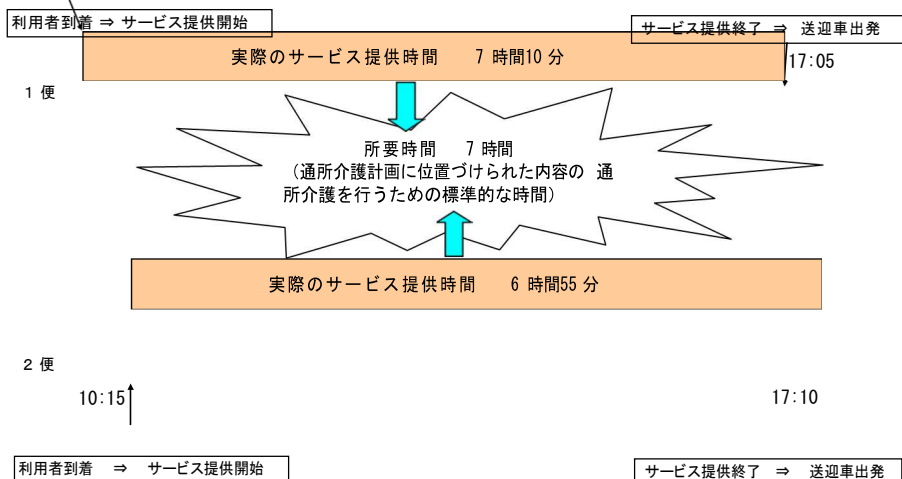 利用者到着 ⇒ サービス提供開始
サービス提供終了 ⇒ 送迎車出発
実際のサービス提供時間 7 時間10 分
17:05
1 便
所要時間 7 時間
(通所介護計画に位置づけられた内容の 通
所介護を行うための標準的な時間)
実際のサービス提供時間 6 時間55 分
2 便
10:15
17:10
利用者到着 ⇒ サービス提供開始
サービス提供終了 ⇒ 送迎車出発